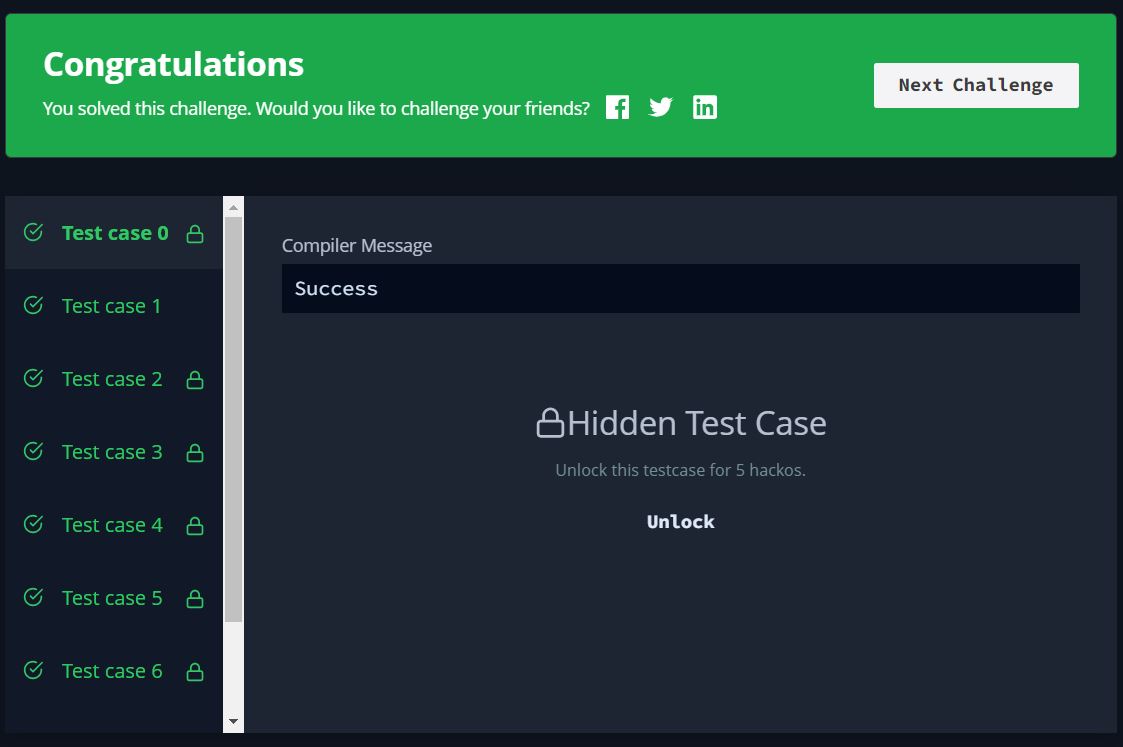 Congratulations
You solved this challenge. Would you like to challenge your friends?
Next Challenge
Test case 0
Test case 1
Test case 2
Test case 3
Test case 4
Test case 5
Test case 6
Compiler Message
Success
Hidden Test Case
Unlock this testcase for 5 hackos.
Unlock